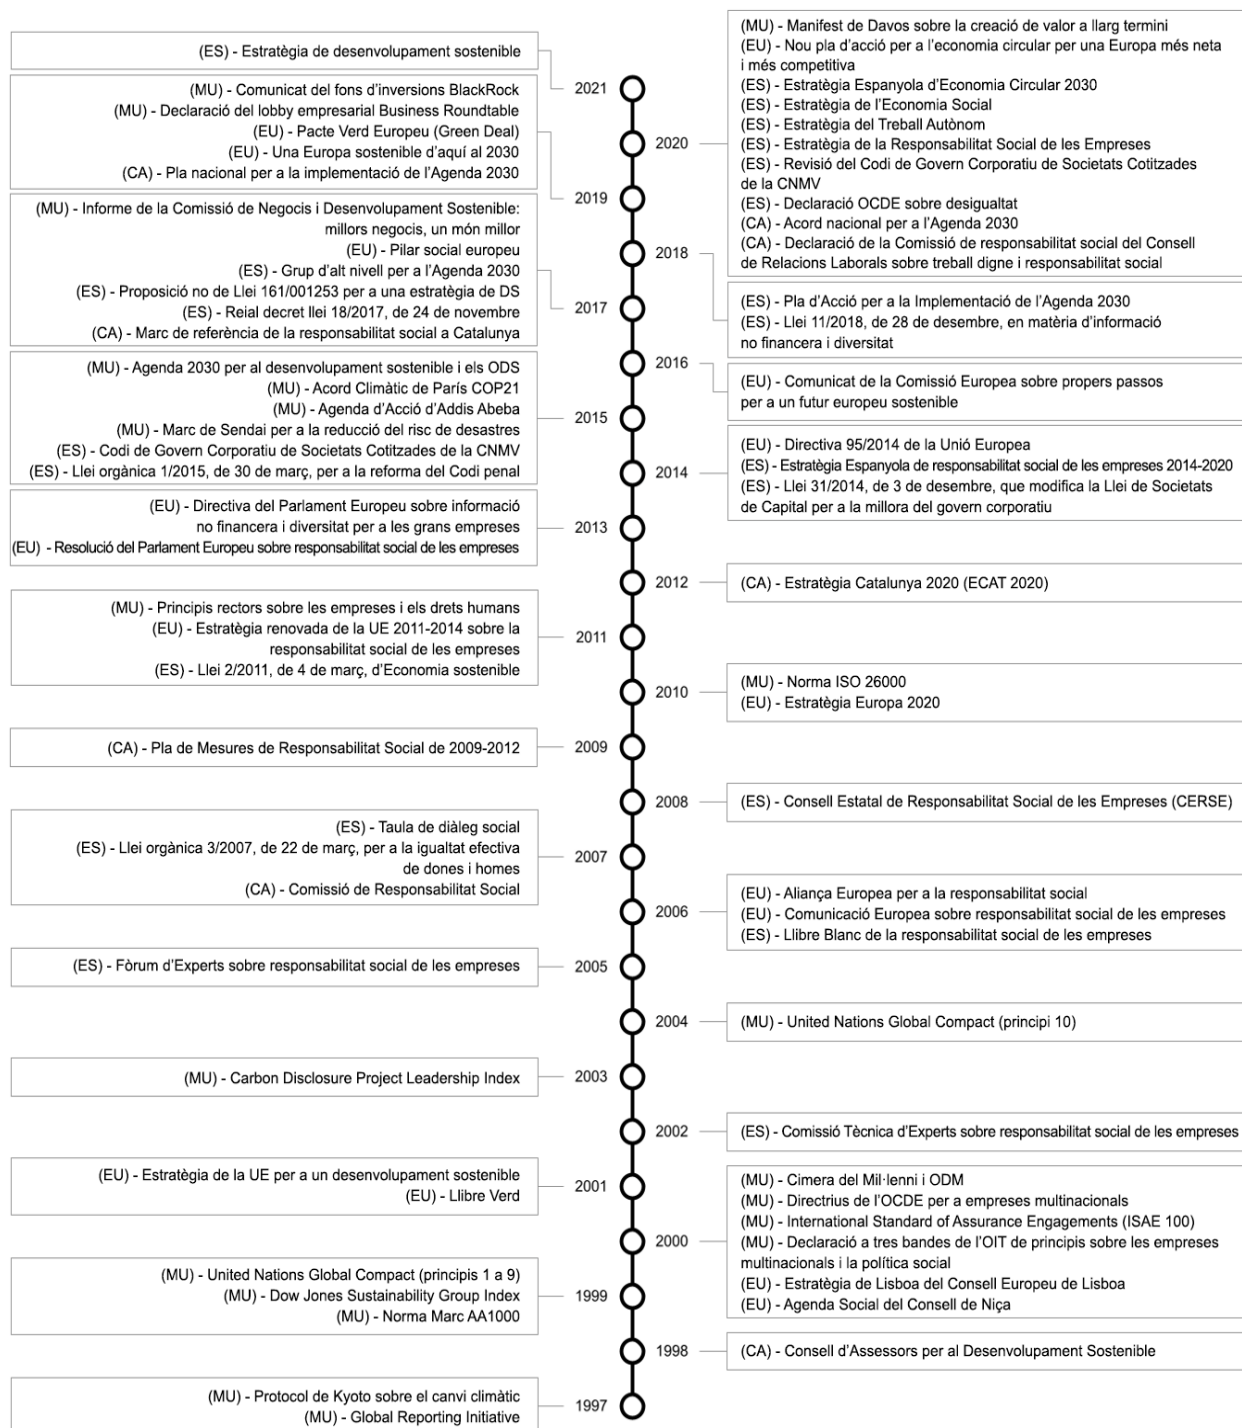 (ES) - Estratègia de desenvolupament sostenible
2021
(MU) - Manifest de Davos sobre la creació de valor a llarg termini
(EU) - Nou pla d’acció per a l’economia circular per una Europa més neta
i més competitiva
(ES) - Estratègia Espanyola d’Economia Circular 2030
(ES) - Estratègia de l’Economia Social
(ES) - Estratègia del Treball Autònom
(ES) - Estratègia de la Responsabilitat Social de les Empreses
(ES) - Revisió del Codi de Govern Corporatiu de Societats Cotitzades
de la CNMV
(ES) - Declaració OCDE sobre desigualtat
(CA) - Acord nacional per a l’Agenda 2030
(CA) - Declaració de la Comissió de responsabilitat social del Consell
de Relacions Laborals sobre treball digne i responsabilitat social
2020
(MU) - Comunicat del fons d’inversions BlackRock
(MU) - Declaració del lobby empresarial Business Roundtable
(EU) - Pacte Verd Europeu (Green Deal)
(EU) - Una Europa sostenible d’aquí al 2030
(CA) - Pla nacional per a la implementació de l’Agenda 2030
2019
2018
(ES) - Pla d’Acció per a la Implementació de l’Agenda 2030
(ES) - Llei 11/2018, de 28 de desembre, en matèria d’informació
no financera i diversitat
(MU) - Informe de la Comissió de Negocis i Desenvolupament Sostenible:
millors negocis, un món millor
(EU) - Pilar social europeu
(ES) - Grup d’alt nivell per a l’Agenda 2030
(ES) - Proposició no de Llei 161/001253 per a una estratègia de DS
(ES) - Reial decret llei 18/2017, de 24 de novembre
(CA) - Marc de referència de la responsabilitat social a Catalunya
2017
2016
(EU) - Comunicat de la Comissió Europea sobre propers passos
per a un futur europeu sostenible
(MU) - Agenda 2030 per al desenvolupament sostenible i els ODS
(MU) - Acord Climàtic de París COP21
(MU) - Agenda d’Acció d’Addis Abeba
(MU) - Marc de Sendai per a la reducció del risc de desastres
(ES) - Codi de Govern Corporatiu de Societats Cotitzades de la CNMV
(ES) - Llei orgànica 1/2015, de 30 de març, per a la reforma del Codi penal
2015
2014
(EU) - Directiva 95/2014 de la Unió Europea
(ES) - Estratègia Espanyola de responsabilitat social de les empreses 2014-2020
(ES) - Llei 31/2014, de 3 de desembre, que modifica la Llei de Societats
de Capital per a la millora del govern corporatiu
(EU) - Directiva del Parlament Europeu sobre informació
no financera i diversitat per a les grans empreses
(EU) - Resolució del Parlament Europeu sobre responsabilitat social de les empreses
2013
2012
(CA) - Estratègia Catalunya 2020 (ECAT 2020)
(MU) - Principis rectors sobre les empreses i els drets humans
(EU) - Estratègia renovada de la UE 2011-2014 sobre la
responsabilitat social de les empreses
(ES) - Llei 2/2011, de 4 de març, d’Economia sostenible
2011
2010
(MU) - Norma ISO 26000
(EU) - Estratègia Europa 2020
(CA) - Pla de Mesures de Responsabilitat Social de 2009-2012
2009
2008
(ES) - Consell Estatal de Responsabilitat Social de les Empreses (CERSE)
(ES) - Taula de diàleg social
(ES) - Llei orgànica 3/2007, de 22 de març, per a la igualtat efectiva
de dones i homes
(CA) - Comissió de Responsabilitat Social
2007
2006
(EU) - Aliança Europea per a la responsabilitat social
(EU) - Comunicació Europea sobre responsabilitat social de les empreses
(ES) - Llibre Blanc de la responsabilitat social de les empreses
(ES) - Fòrum d’Experts sobre responsabilitat social de les empreses
2005
2004
(MU) - United Nations Global Compact (principi 10)
(MU) - Carbon Disclosure Project Leadership Index
2003
2002
(ES) - Comissió Tècnica d’Experts sobre responsabilitat social de les empreses
(EU) - Estratègia de la UE per a un desenvolupament sostenible
(EU) - Llibre Verd
2001
2000
(MU) - Cimera del Mil·lenni i ODM
(MU) - Directrius de l’OCDE per a empreses multinacionals
(MU) - International Standard of Assurance Engagements (ISAE 100)
(MU) - Declaració a tres bandes de l’OIT de principis sobre les empreses
multinacionals i la política social
(EU) - Estratègia de Lisboa del Consell Europeu de Lisboa
(EU) - Agenda Social del Consell de Niça
(MU) - United Nations Global Compact (principis 1 a 9)
(MU) - Dow Jones Sustainability Group Index
(MU) - Norma Marc AA1000
1999
1998
(CA) - Consell d’Assessors per al Desenvolupament Sostenible
(MU) - Protocol de Kyoto sobre el canvi climàtic
(MU) - Global Reporting Initiative
1997